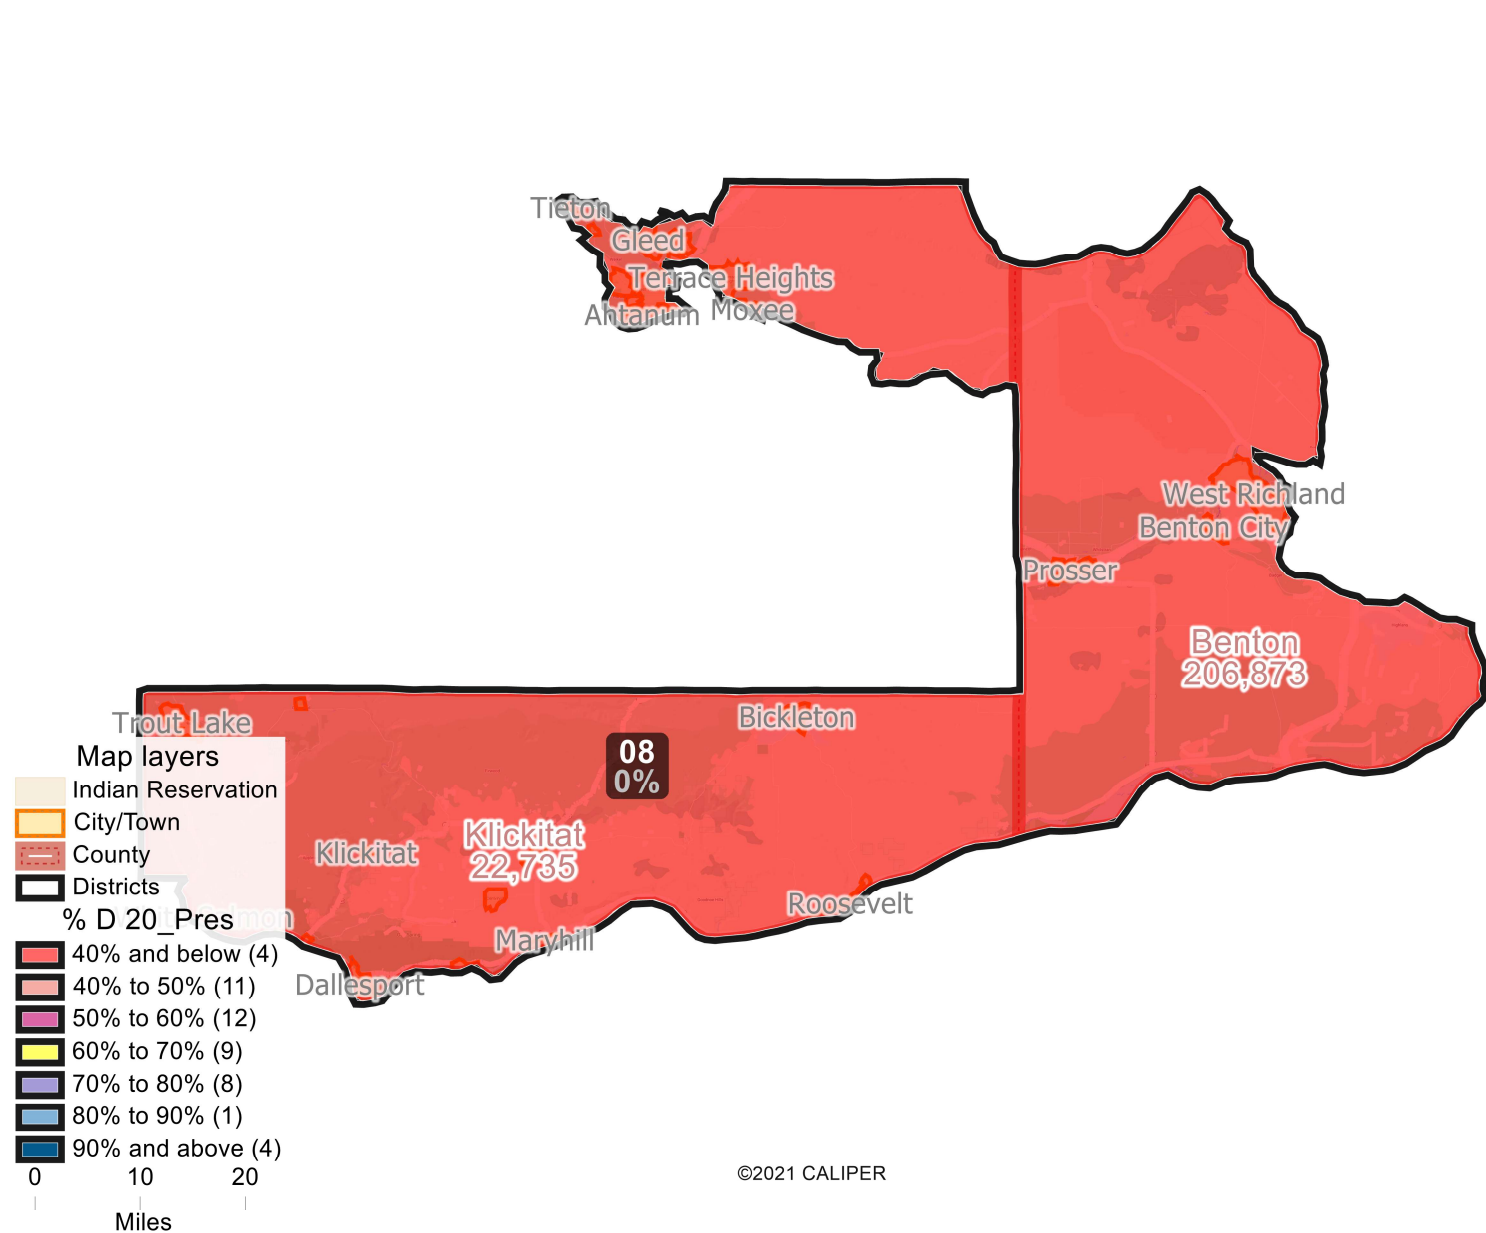 Tieton
Gleed
Terrace Heights
Ahtanum
Moxee
West Richland
Benton City
Prosser
Benton
206,873
Trout Lake
Bickleton
08
0%
Klickitat
Klickitat
22,735
Roosevelt
Maryhill
Dallesport
Map layers
Indian Reservation
City/Town
County
Districts
% D 20_Pres
40% and below (4)
40% to 50% (11)
50% to 60% (12)
60% to 70% (9)
70% to 80% (8)
80% to 90% (1)
90% and above (4)
0 10 20
Miles
©2021 CALIPER